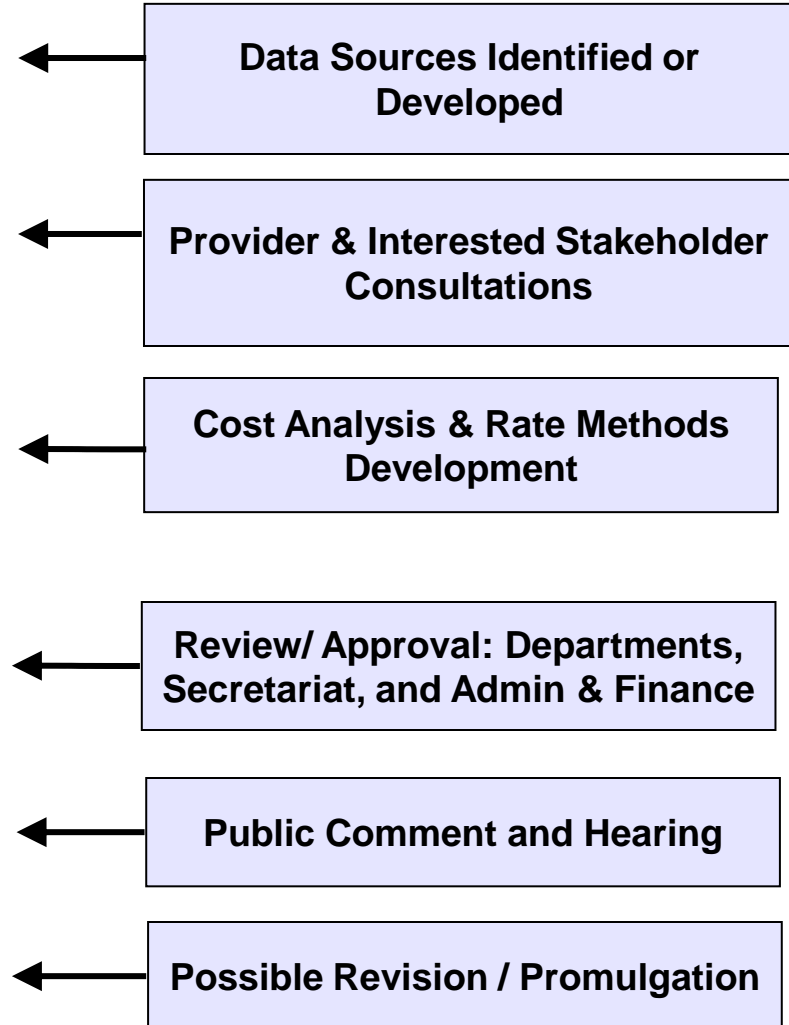 Data Sources Identified or
Developed
Provider & Interested Stakeholder
Consultations
Cost Analysis & Rate Methods
Development
Review/ Approval: Departments,
Secretariat, and Admin & Finance
Public Comment and Hearing
Possible Revision / Promulgation